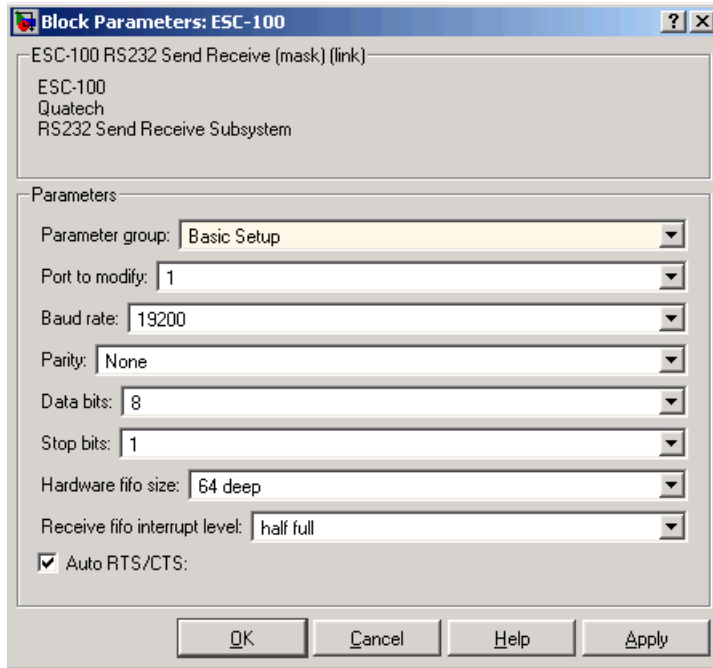 Block Parameters: ESC-100
ESC-100 RS232 Send Receive (mask) (link)
ESC-100
Quatech
RS232 Send Receive Subsystem
Parameters
Parameter group: Basic Setup
Port to modify: 1
Baud rate: 19200
Parity: None
Data bits: 8
Stop bits: 1
Hardware fifo size: 64 deep
Receive fifo interrupt level: half full
Auto RTS/CTS:
OK Cancel Help Apply